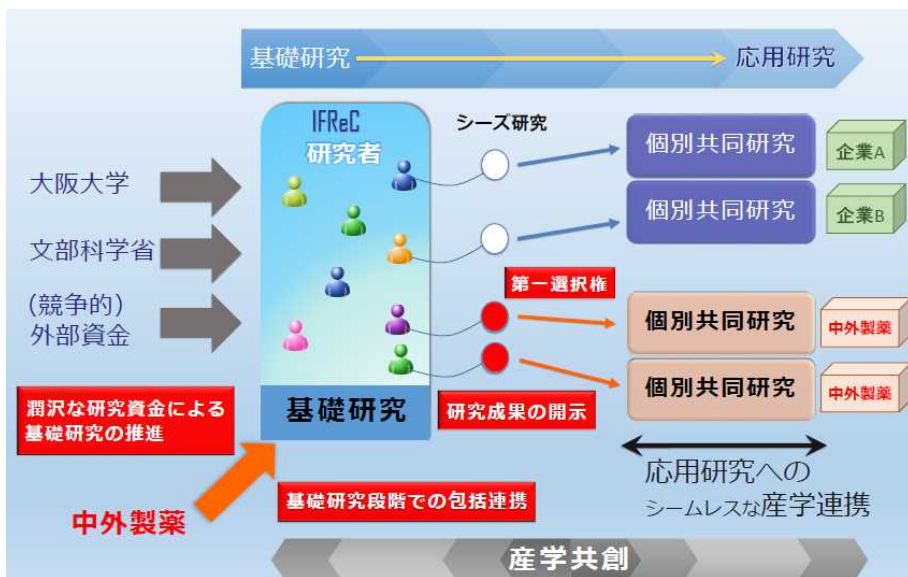 基礎研究
応用研究
IFReC
研究者
シーズ研究
個別共同研究
企業A
大阪大学
個別共同研究
企業B
文部科学省
第一選択権
(競争的)
外部資金
個別共同研究
中外製薬
個別共同研究
中外製薬
潤沢な研究資金による
基礎研究の推進
基礎研究
研究成果の開示
応用研究への
シームレスな産学連携
基礎研究段階での包括連携
中外製薬
産学共創